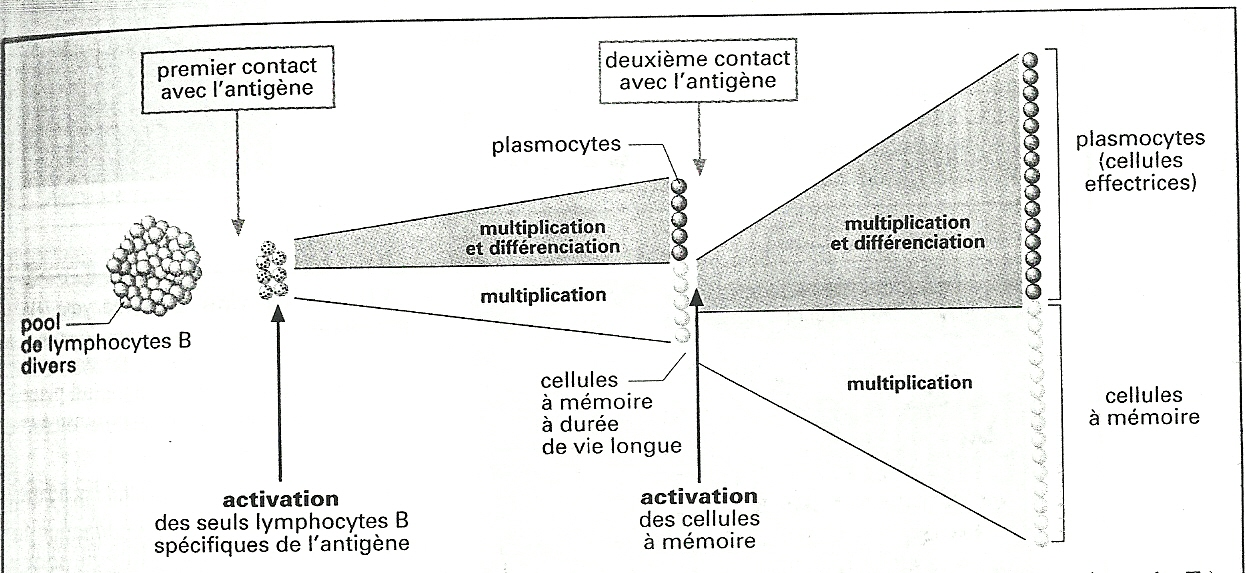 premier contact
avec l'antigène
deuxième contact
avec l'antigène
plasmocytes
plasmocytes
(cellules
effectrices)
multiplication
et différenciation
multiplication
et différenciation
multiplication
pool
de lymphocytes B
divers
cellules
à mémoire
à durée
de vie longue
multiplication
cellules
à mémoire
activation
des seuls lymphocytes B
spécifiques de l'antigène
activation
des cellules
à mémoire